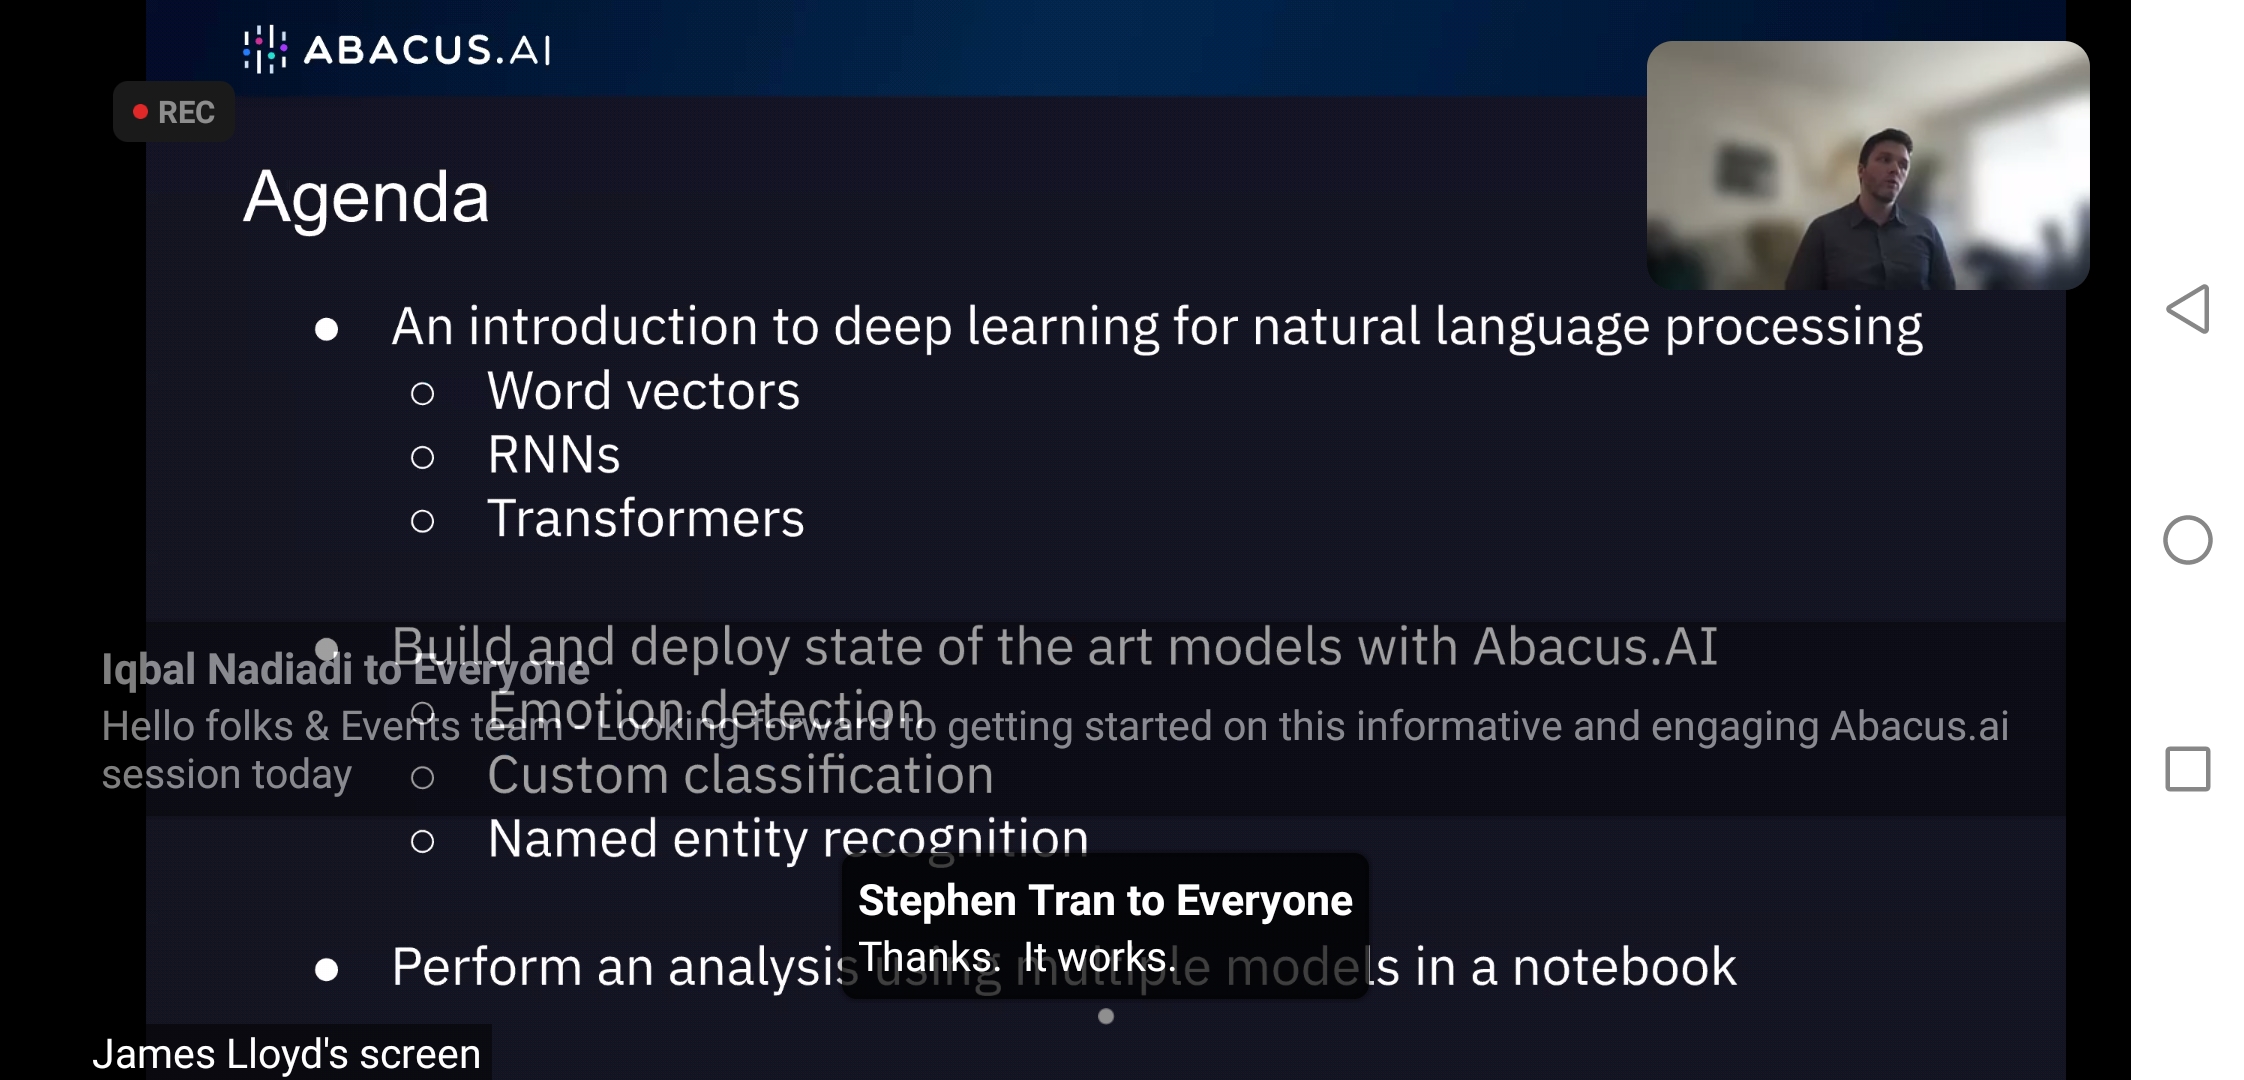 ABACUS.AI
REC
Agenda
An introduction to deep learning for natural language processing
Word vectors
RNNs
Transformers
Build and deploy state of the art models with Abacus.AI
Iqbal Nadiadi to Everyone
Emotion detection
Hello folks & Events team - Looking forward to getting started on this informative and engaging Abacus.ai
session today
Custom classification
Named entity recognition
Stephen Tran to Everyone
Thanks.  It works.
Perform an analysis using multiple models in a notebook
James Lloyd's screen